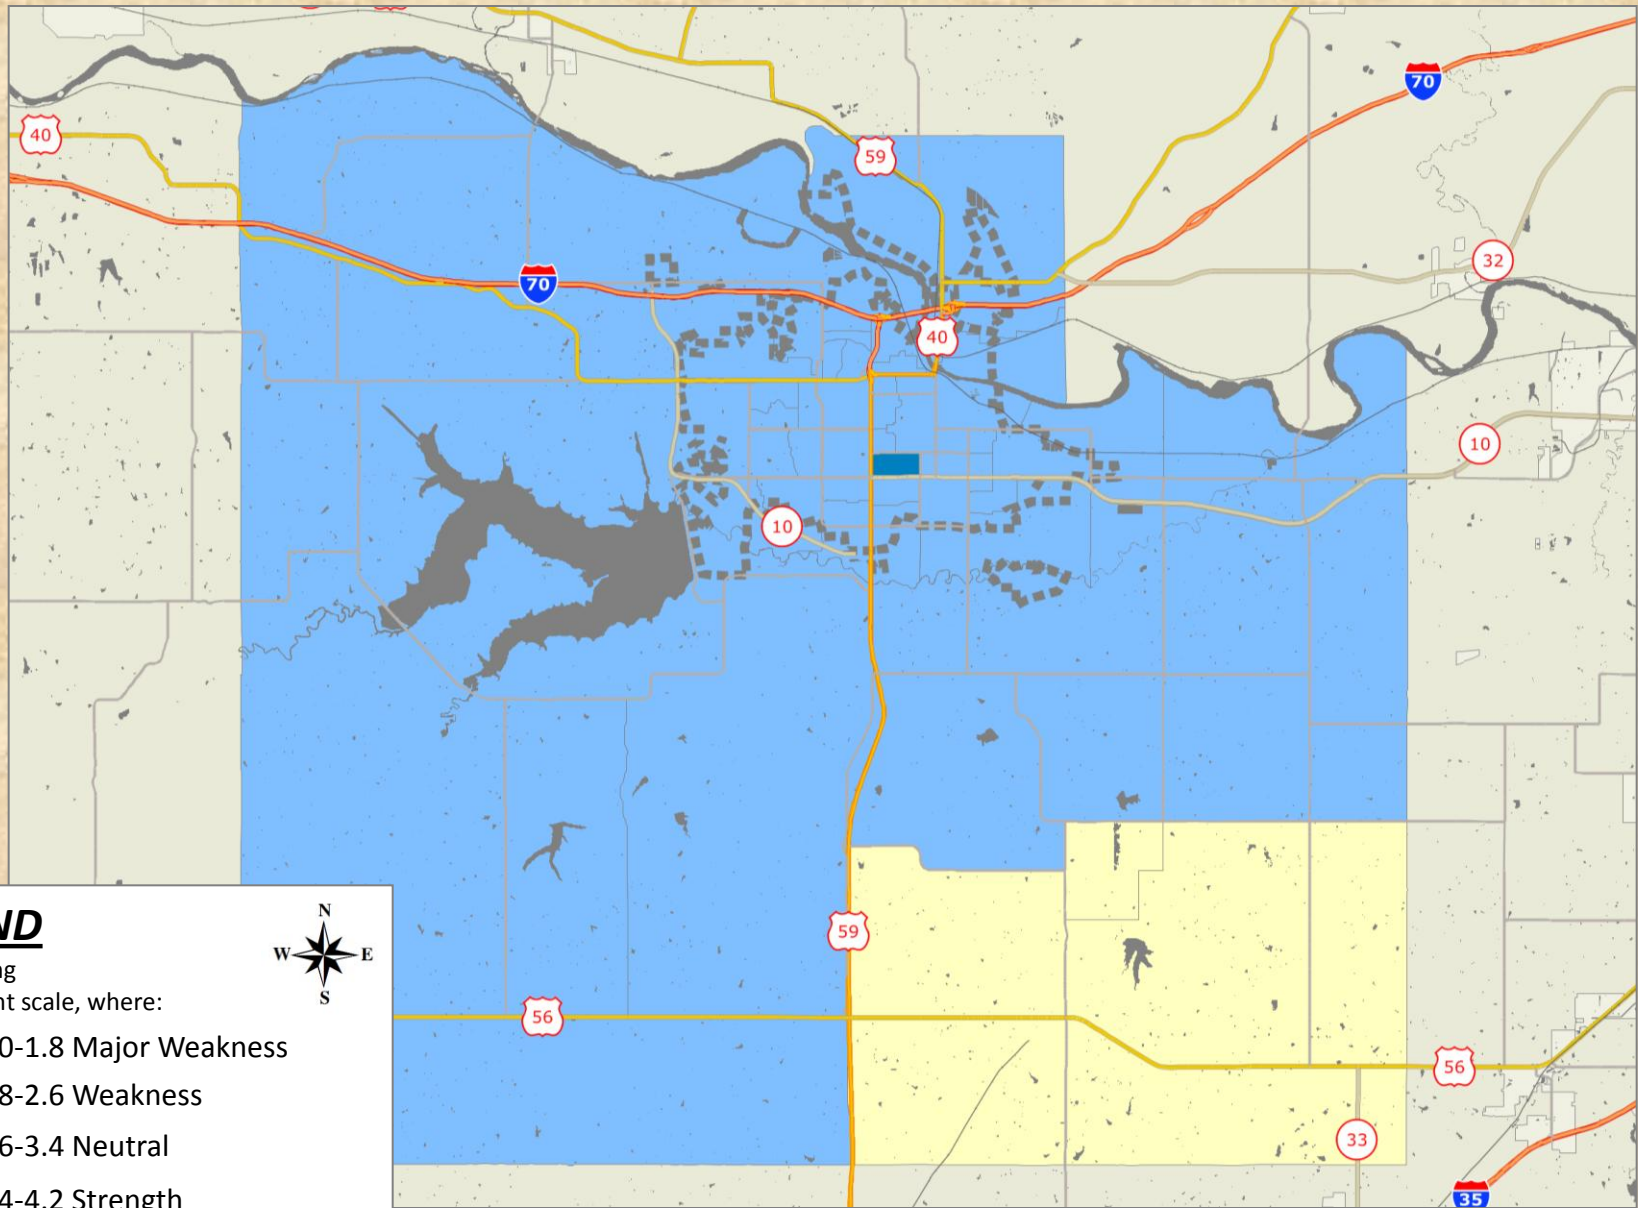 70
40
59
70
32
40
10
10
59
56
56
33
35
ND
N
W E
S
ng
nt scale, where:
0-1.8 Major Weakness
8-2.6 Weakness
6-3.4 Neutral
4-4.2 Strength